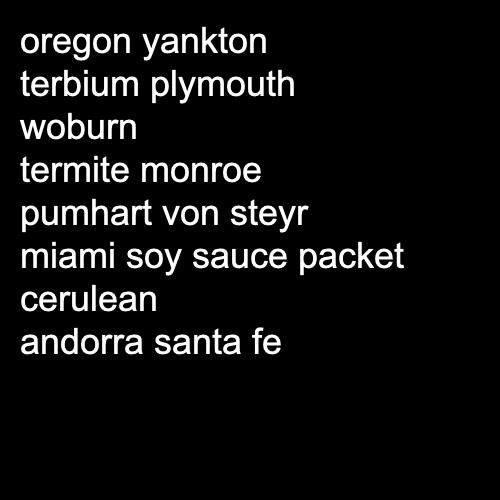 oregon yankton
terbium plymouth
woburn
termite monroe
pumhart von steyr
miami soy sauce packet
cerulean
andorra santa fe